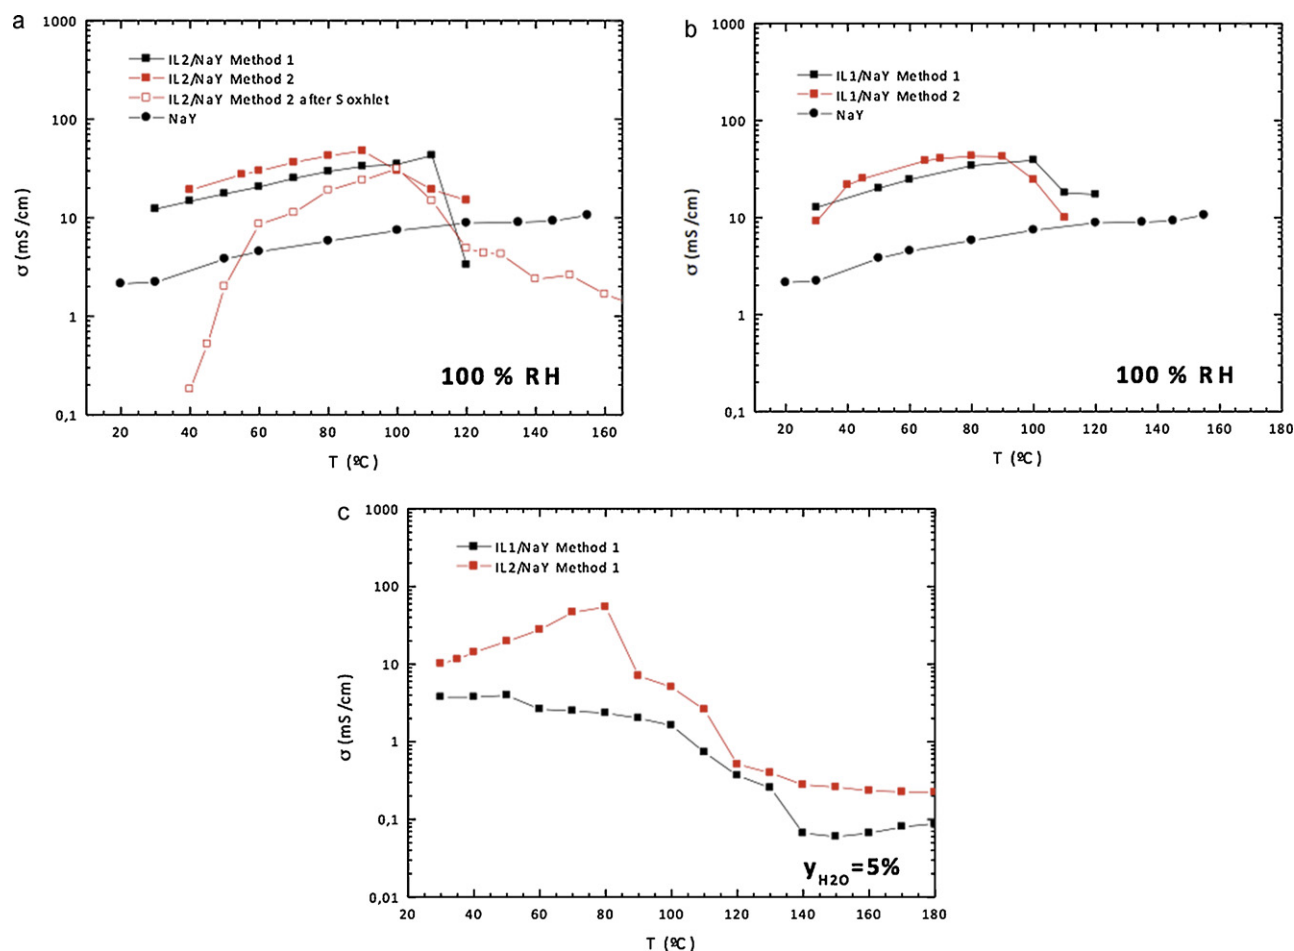 a
1000
100
10
1
0,1
σ (mS/cm)
IL2/NaY Method 1
IL2/NaY Method 2
IL2/NaY Method 2 after Soxhlet
NaY
100 % RH
20 40 60 80 100 120 140 160
T (ºC)
b
1000
100
10
1
0,1
σ (mS/cm)
IL1/NaY Method 1
IL1/NaY Method 2
NaY
100 % RH
20 40 60 80 100 120 140 160 180
T (ºC)
c
1000
100
10
1
0,1
0,01
σ (mS/cm)
IL1/NaY Method 1
IL2/NaY Method 1
yH2O=5%
20 40 60 80 100 120 140 160 180
T (ºC)